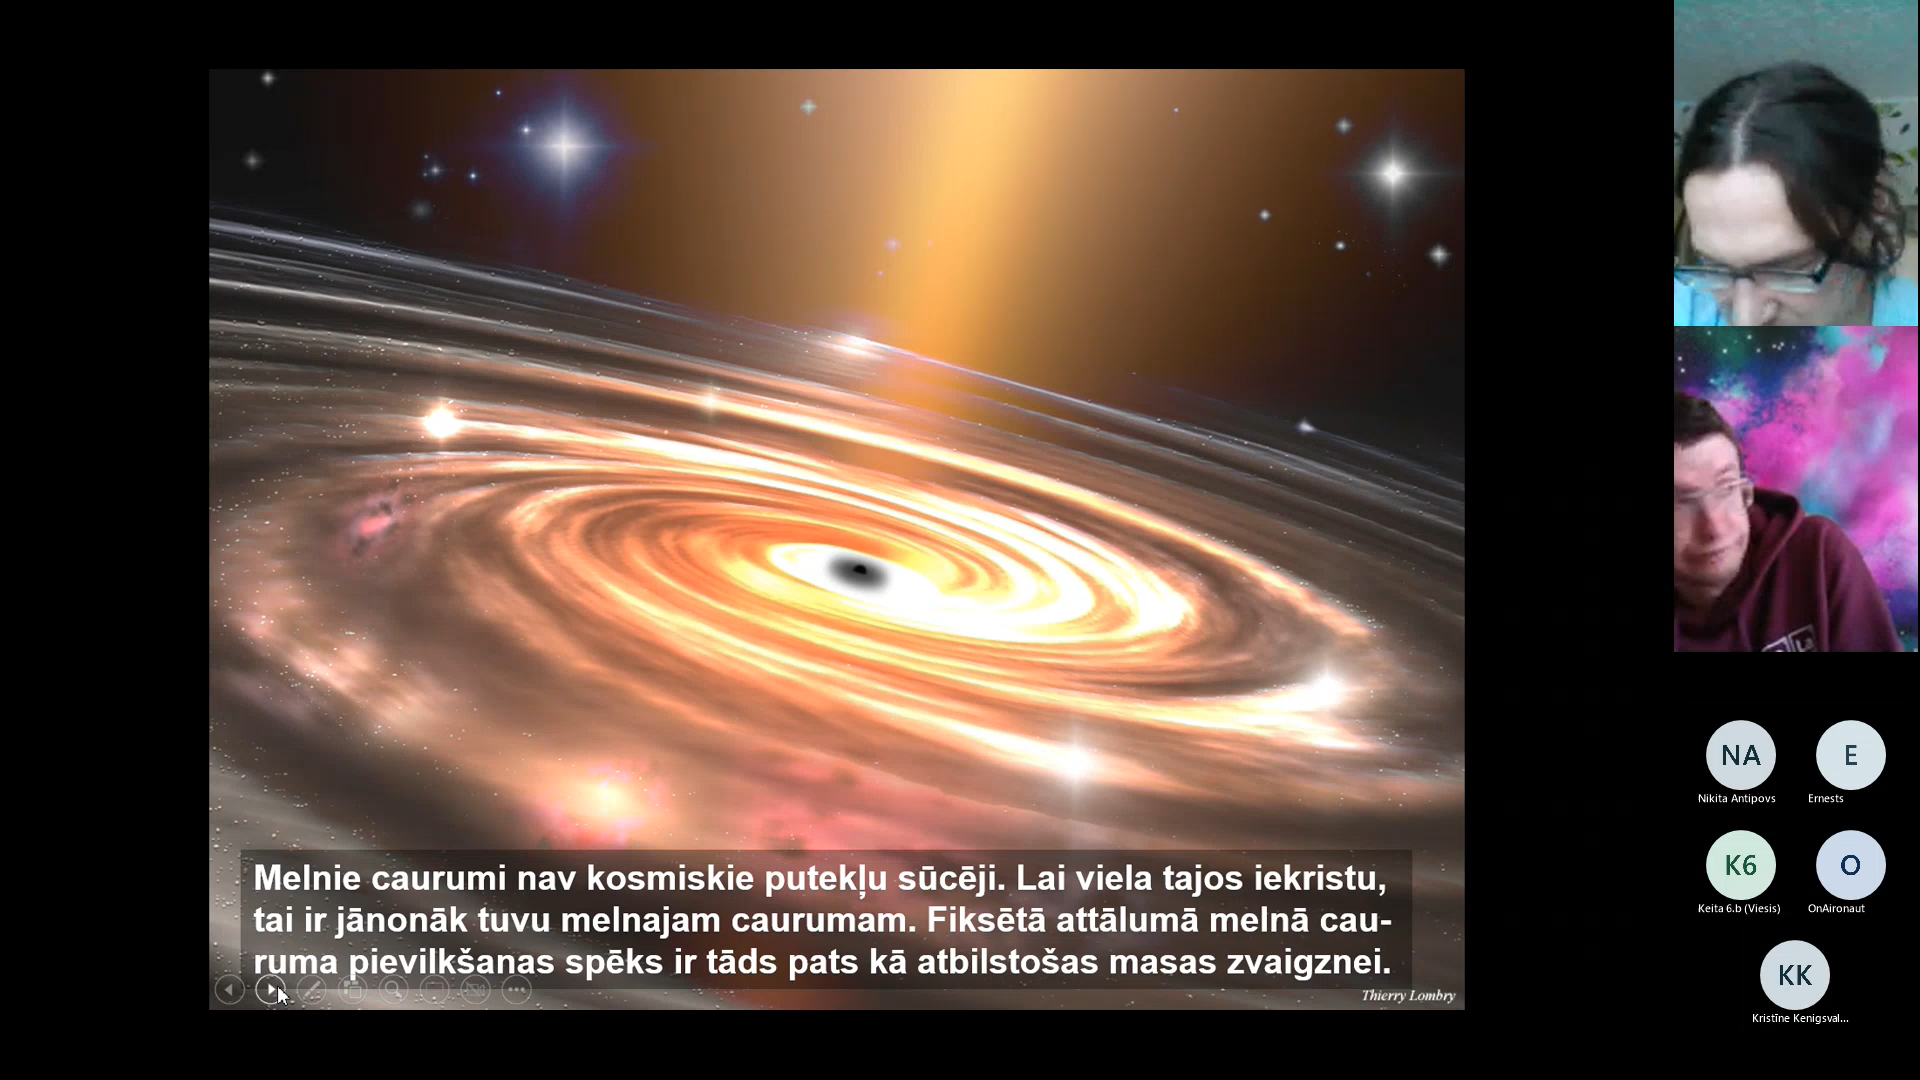 Melnie caurumi nav kosmiskie putekļu sūcēji. Lai viela tajos iekristu,
tai ir jānonāk tuvu melnajam caurumam. Fiksētā attālumā melnā cau-
ruma pievilkšanas spēks ir tāds pats kā atbilstošas masas zvaigznei.
Thierry Lombry
La
NA
E
Nikita Antipovs
Ernests
K6
O
Keita 6.b (Viesis)
OnAironaut
KK
Kristīne Kenigsval...